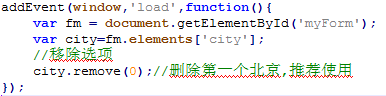 addEvent(window,'load',function(){
    var fm = document.getElementById('myForm');
    var city=fm.elements['city'];
    //移除选项
    city.remove(0);//删除第一个北京,推荐使用
});